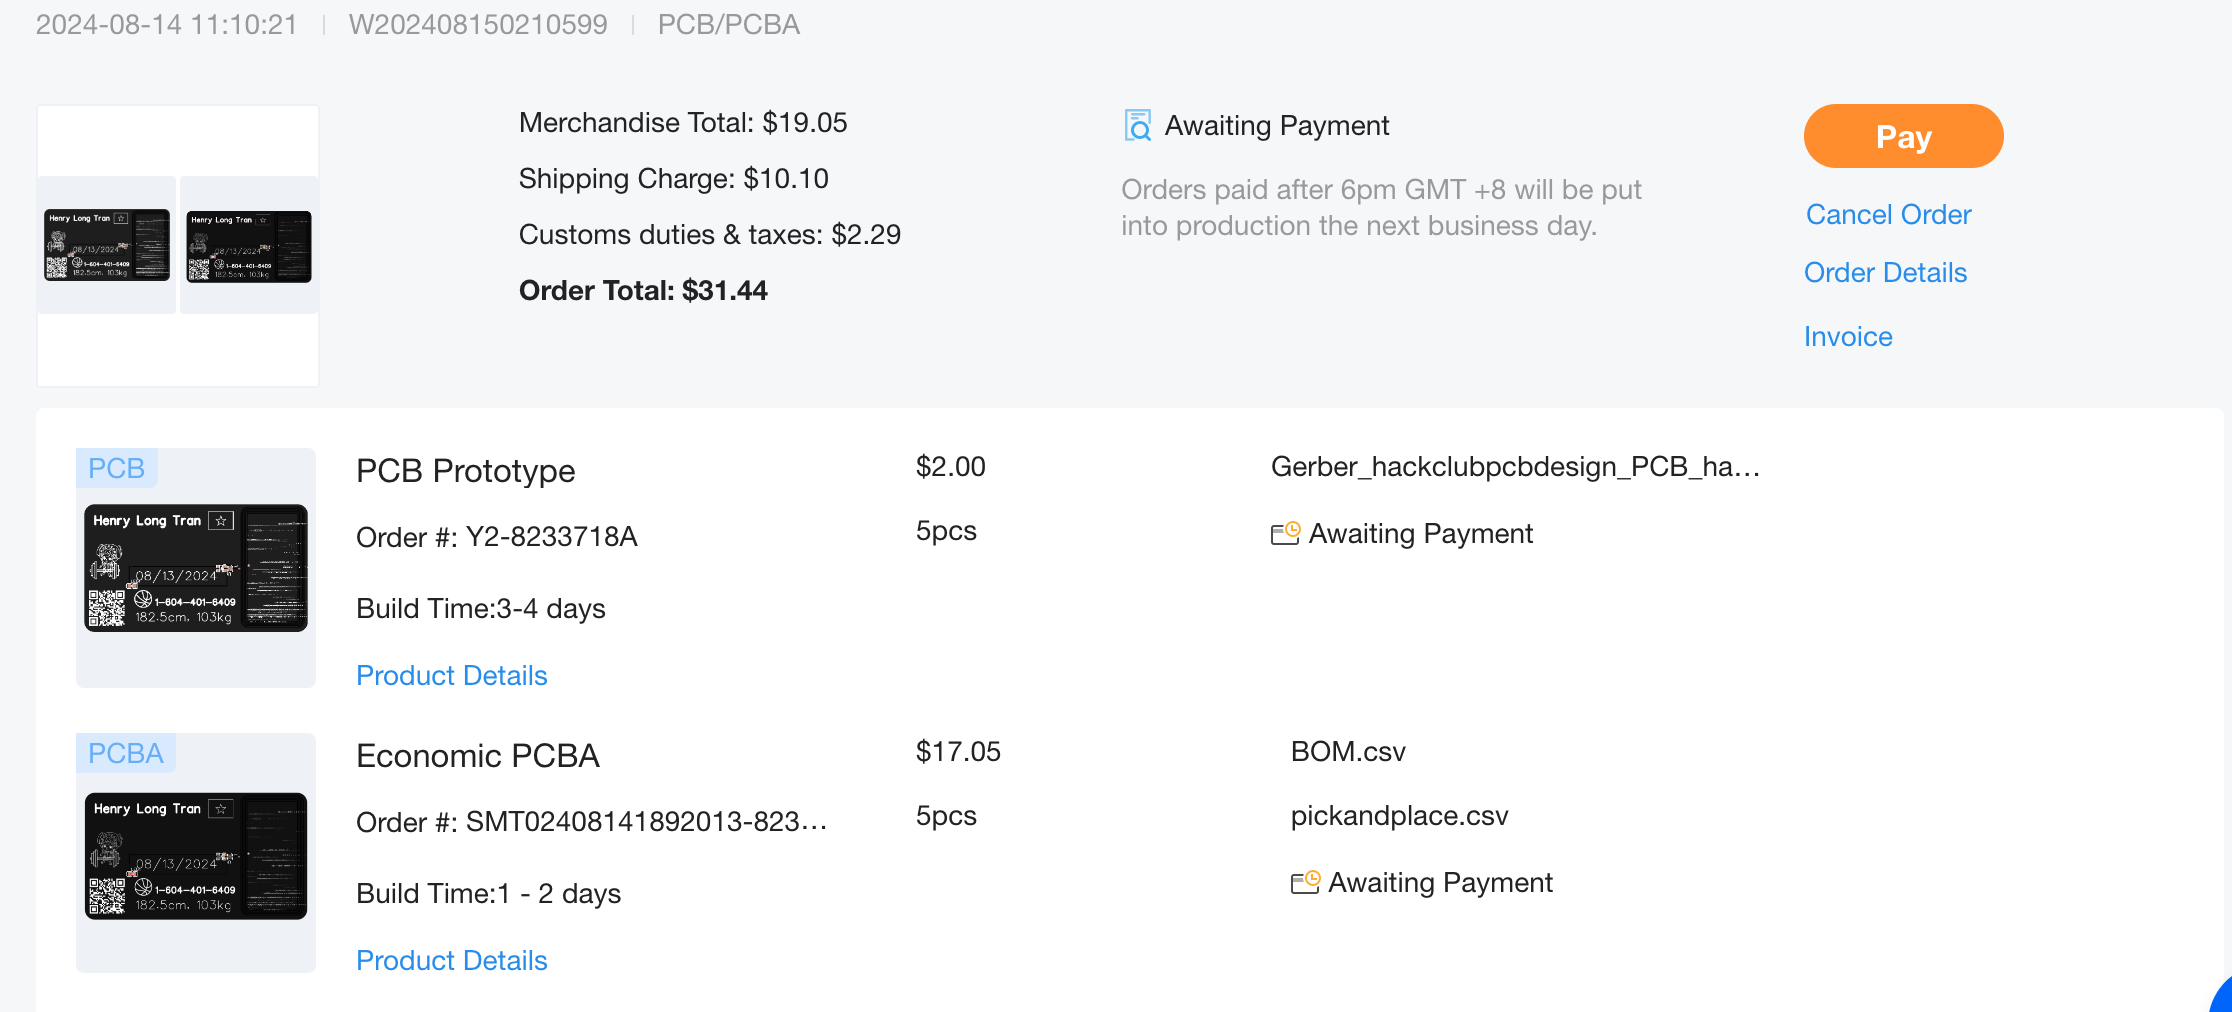 2024-08-14 11:10:21 | W202408150210599 | PCB/PCBA
Henry Long Tran
08/13/2024
1-604-401-6409
182.5cm, 103kg
Henry Long Tran
08/13/2024
1-604-401-6409
182.5cm, 103kg
Merchandise Total: $19.05
Shipping Charge: $10.10
Customs duties & taxes: $2.29
Order Total: $31.44
Awaiting Payment
Orders paid after 6pm GMT +8 will be put
into production the next business day.
Pay
Cancel Order
Order Details
Invoice
PCB
Henry Long Tran
08/13/2024
1-604-401-6409
182.5cm, 103kg
PCB Prototype
Order #: Y2-8233718A
Build Time:3-4 days
Product Details
$2.00
5pcs
Gerber_hackclubpcbdesign_PCB_ha...
Awaiting Payment
PCBA
Henry Long Tran
08/13/2024
1-604-401-6409
182.5cm, 103kg
Economic PCBA
Order #: SMT02408141892013-823...
Build Time:1 - 2 days
Product Details
$17.05
5pcs
BOM.csv
pickandplace.csv
Awaiting Payment